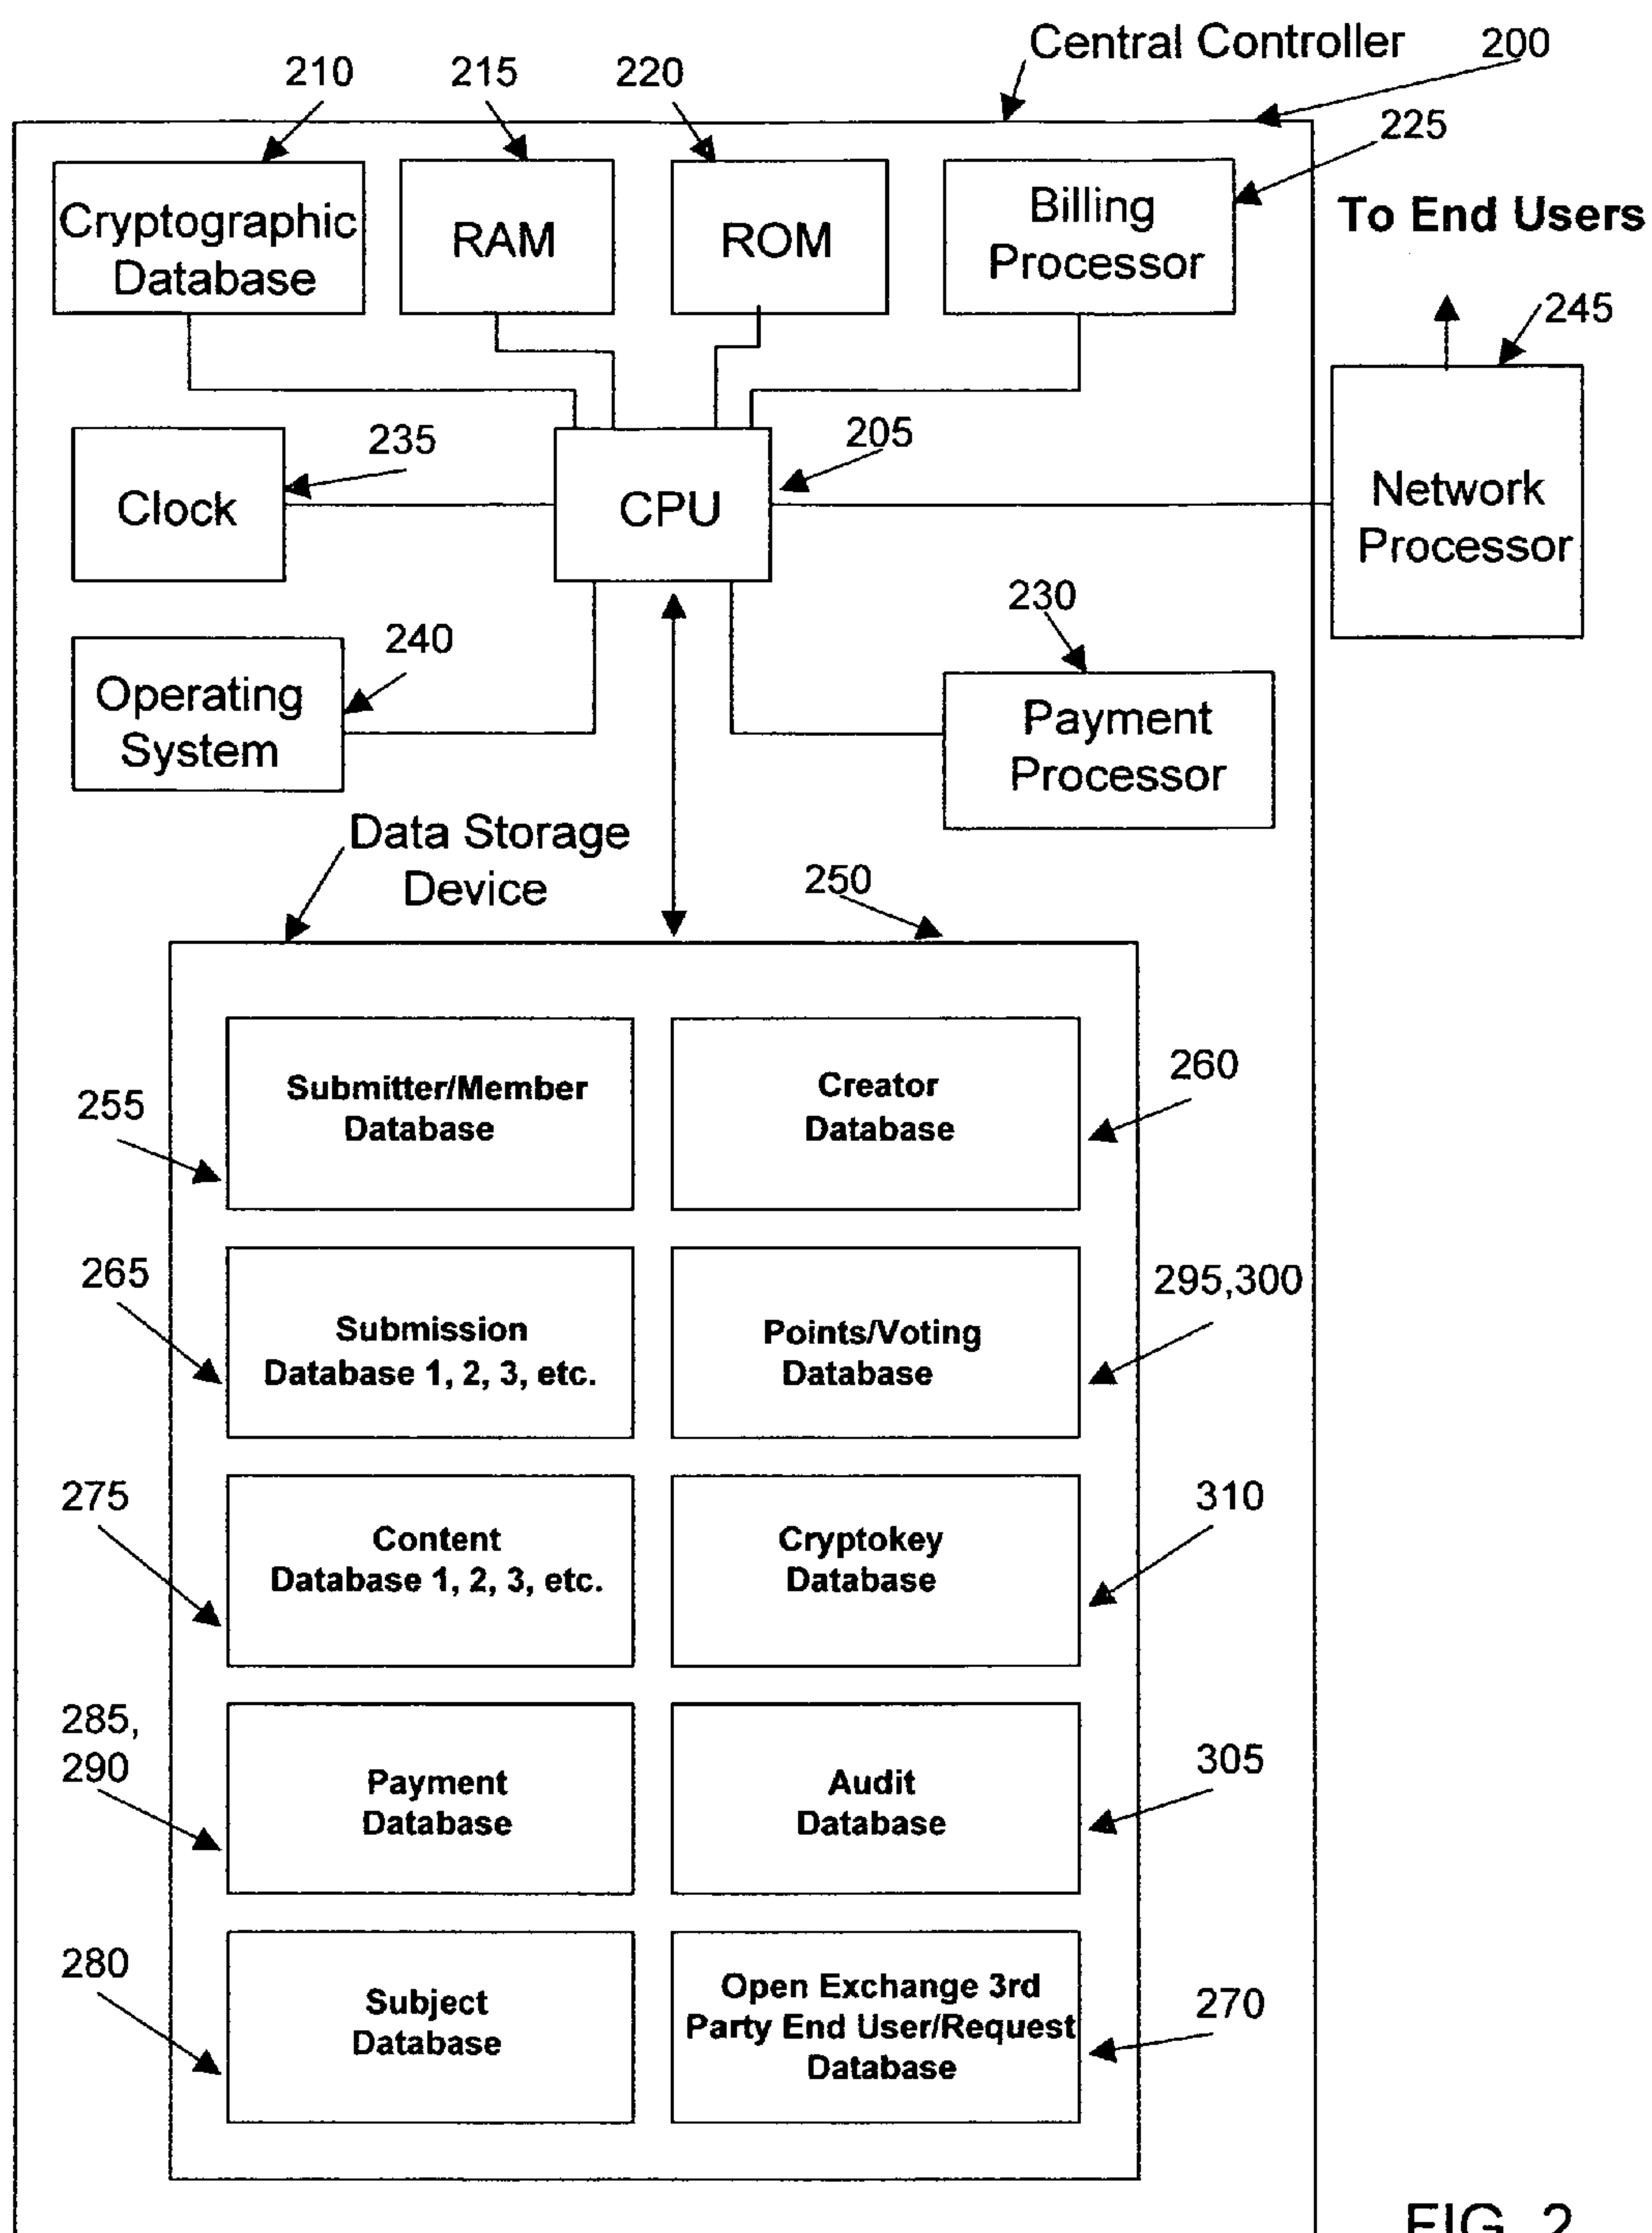 Central Controller
200
210
215
220
225
Cryptographic
Database
RAM
ROM
Billing
Processor
To End Users
245
235
205
Clock
CPU
Network
Processor
230
240
Operating
System
Payment
Processor
Data Storage
Device
250
255
Submitter/Member
Database
Creator
Database
260
265
Submission
Database 1, 2, 3, etc.
Points/Voting
Database
295,300
275
Content
Database 1, 2, 3, etc.
Cryptokey
Database
310
285,
290
Payment
Database
Audit
Database
305
280
Subject
Database
Open Exchange 3rd
Party End User/Request
Database
270
FIG. 2